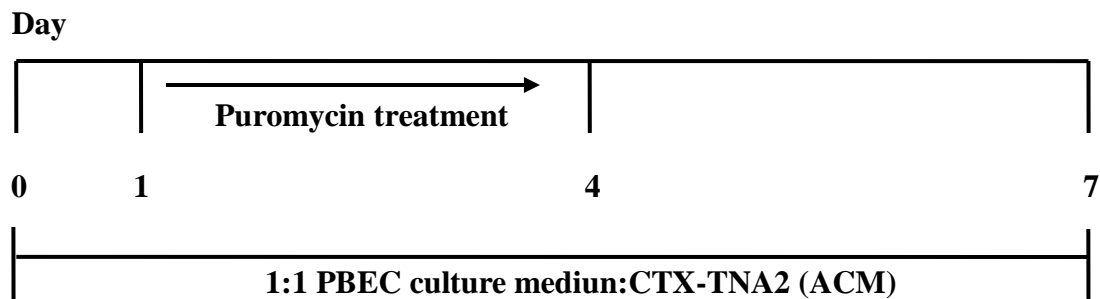 Day
Puromycin treatment
0 1 4 7
1:1 PBEC culture mediun:CTX-TNA2 (ACM)